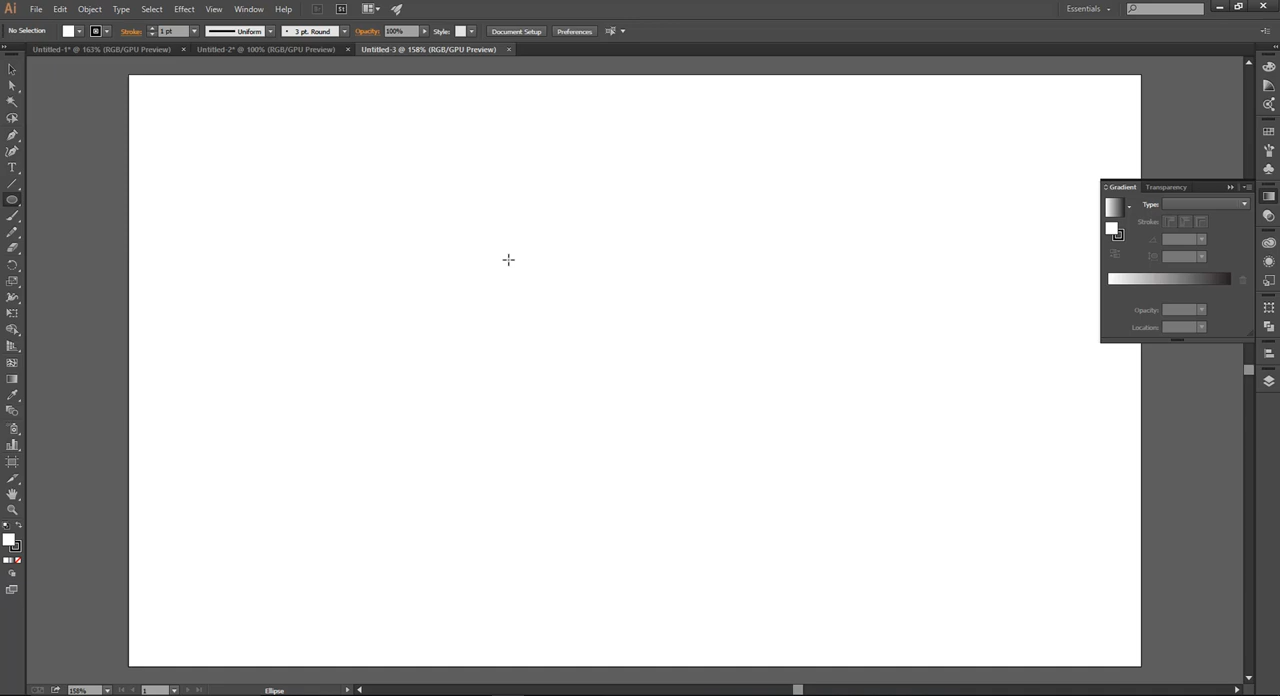 Ai File Edit Object Type Select Effect View Window Help Br St Essentials
No Selection Stroke: 1 pt Uniform 3 pt. Round Opacity: 100% Style: Document Setup Preferences
Untitled-1* @ 163% (RGB/GPU Preview) × Untitled-2* @ 100% (RGB/GPU Preview) × Untitled-3 @ 158% (RGB/GPU Preview) ×
Gradient Transparency
Type:
Stroke:
Opacity:
Location:
158% 1 Ellipse